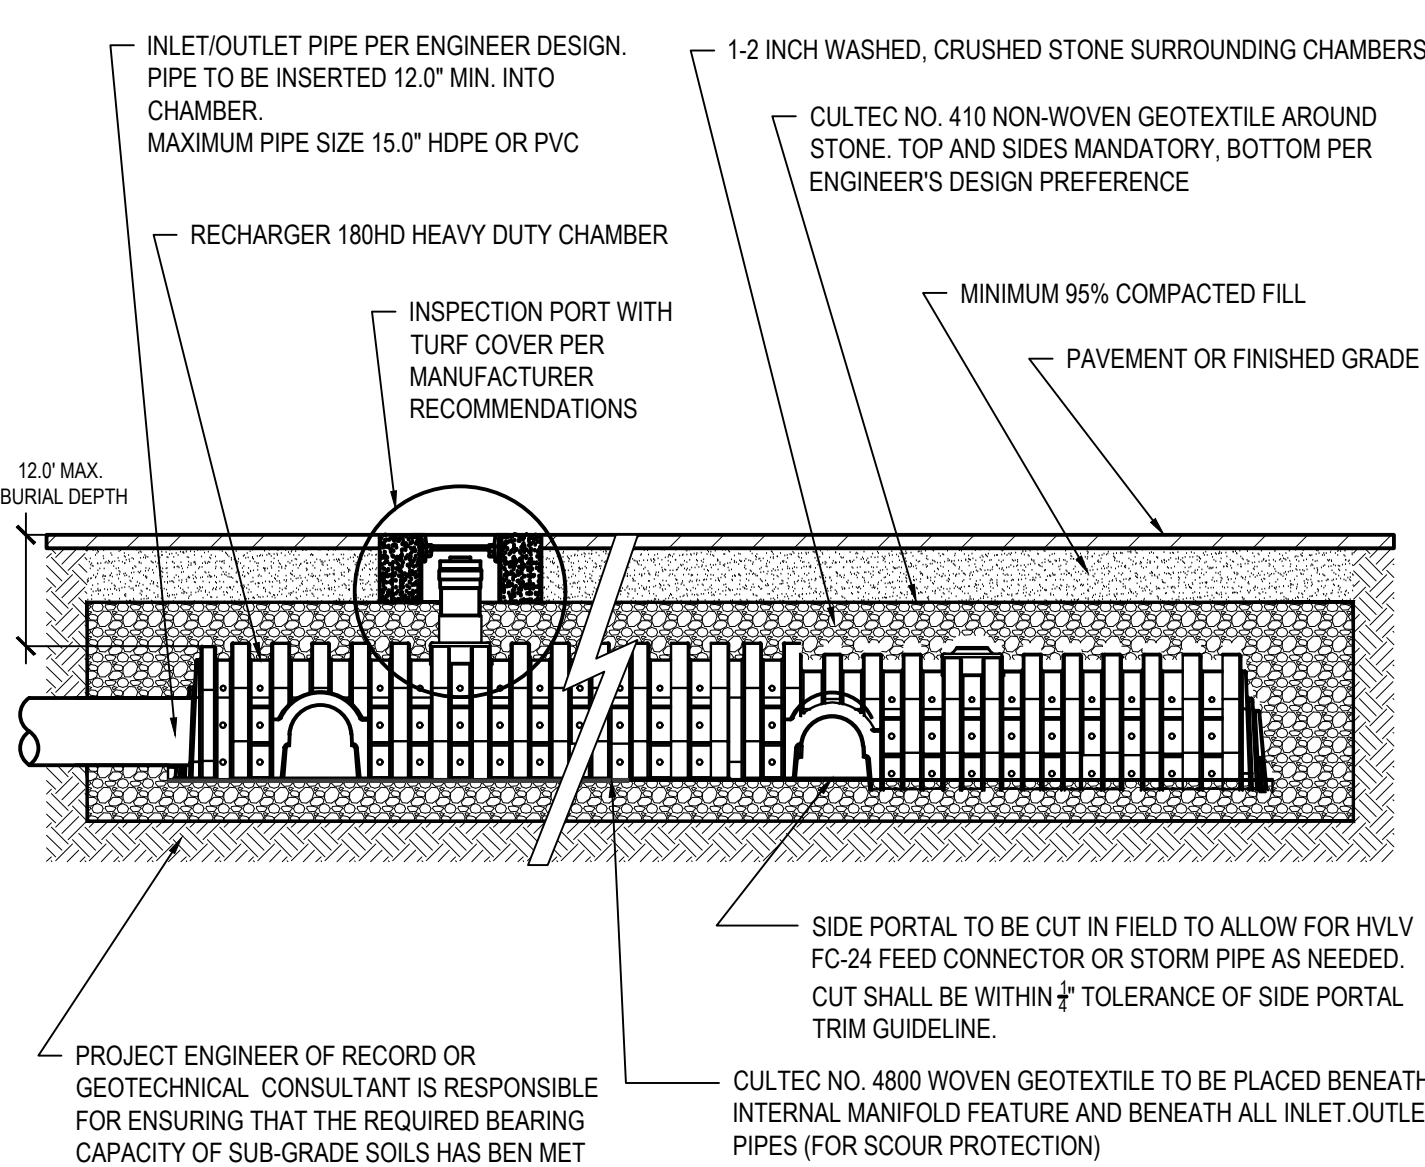 INLET/OUTLET PIPE PER ENGINEER DESIGN.
PIPE TO BE INSERTED 12.0" MIN. INTO
CHAMBER.
MAXIMUM PIPE SIZE 15.0" HDPE OR PVC
1-2 INCH WASHED, CRUSHED STONE SURROUNDING CHAMBERS
CULTEC NO. 410 NON-WOVEN GEOTEXTILE AROUND
STONE. TOP AND SIDES MANDATORY, BOTTOM PER
ENGINEER'S DESIGN PREFERENCE
RECHARGER 180HD HEAVY DUTY CHAMBER
INSPECTION PORT WITH
TURF COVER PER
MANUFACTURER
RECOMMENDATIONS
MINIMUM 95% COMPACTED FILL
PAVEMENT OR FINISHED GRADE
12.0' MAX.
BURIAL DEPTH
SIDE PORTAL TO BE CUT IN FIELD TO ALLOW FOR HVLV
FC-24 FEED CONNECTOR OR STORM PIPE AS NEEDED.
CUT SHALL BE WITHIN 1/4" TOLERANCE OF SIDE PORTAL
TRIM GUIDELINE.
PROJECT ENGINEER OF RECORD OR
GEOTECHNICAL CONSULTANT IS RESPONSIBLE
FOR ENSURING THAT THE REQUIRED BEARING
CAPACITY OF SUB-GRADE SOILS HAS BEN MET
CULTEC NO. 4800 WOVEN GEOTEXTILE TO BE PLACED BENEATH
INTERNAL MANIFOLD FEATURE AND BENEATH ALL INLET.OUTLE
PIPES (FOR SCOUR PROTECTION)